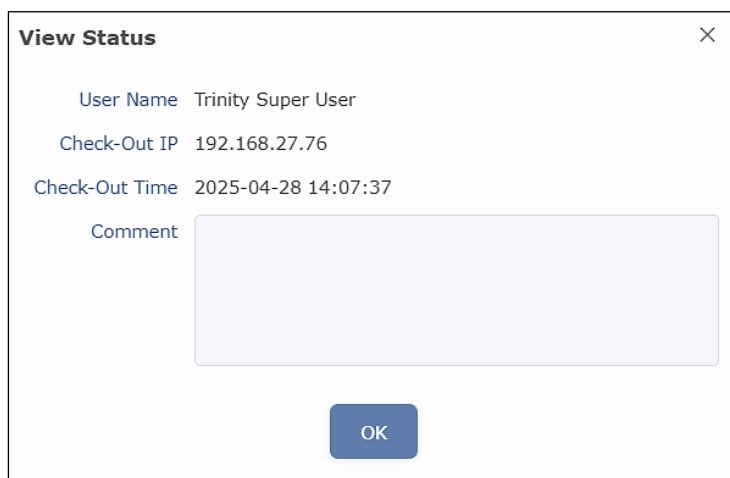 View Status
User Name Trinity Super User
Check-Out IP 192.168.27.76
Check-Out Time 2025-04-28 14:07:37
Comment
OK